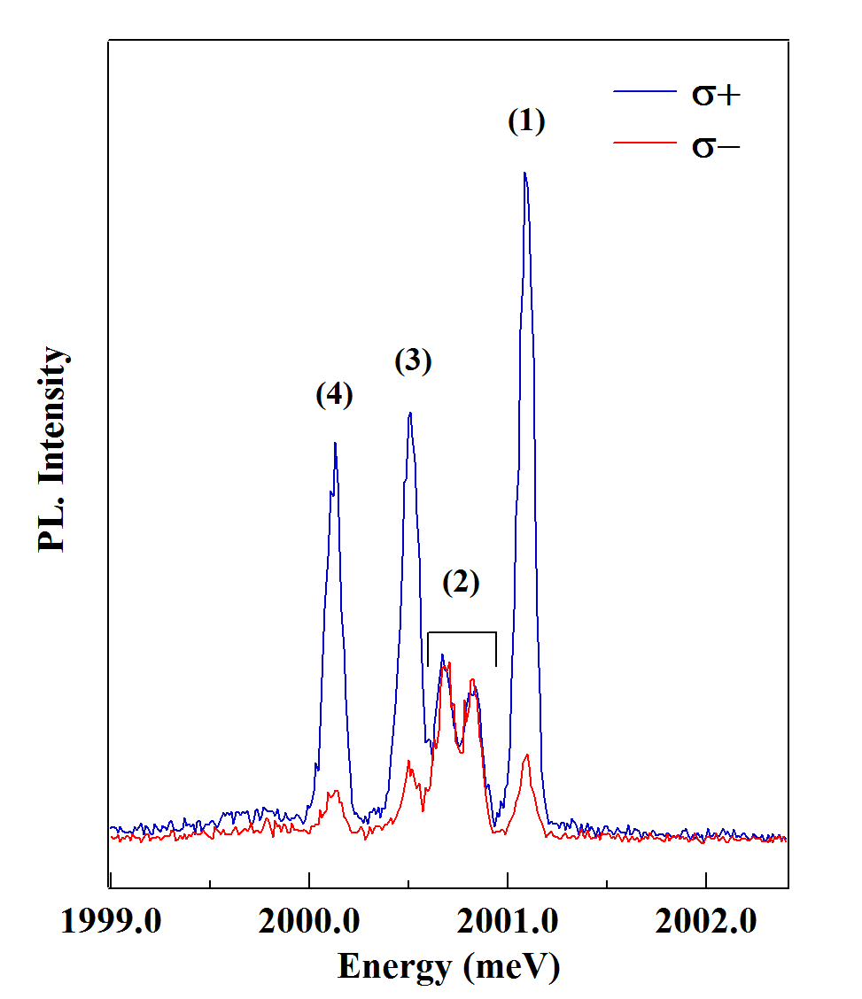 σ+
(1)
σ−
(3)
(4)
PL. Intensity
(2)
1999.0 2000.0 2001.0 2002.0
Energy (meV)